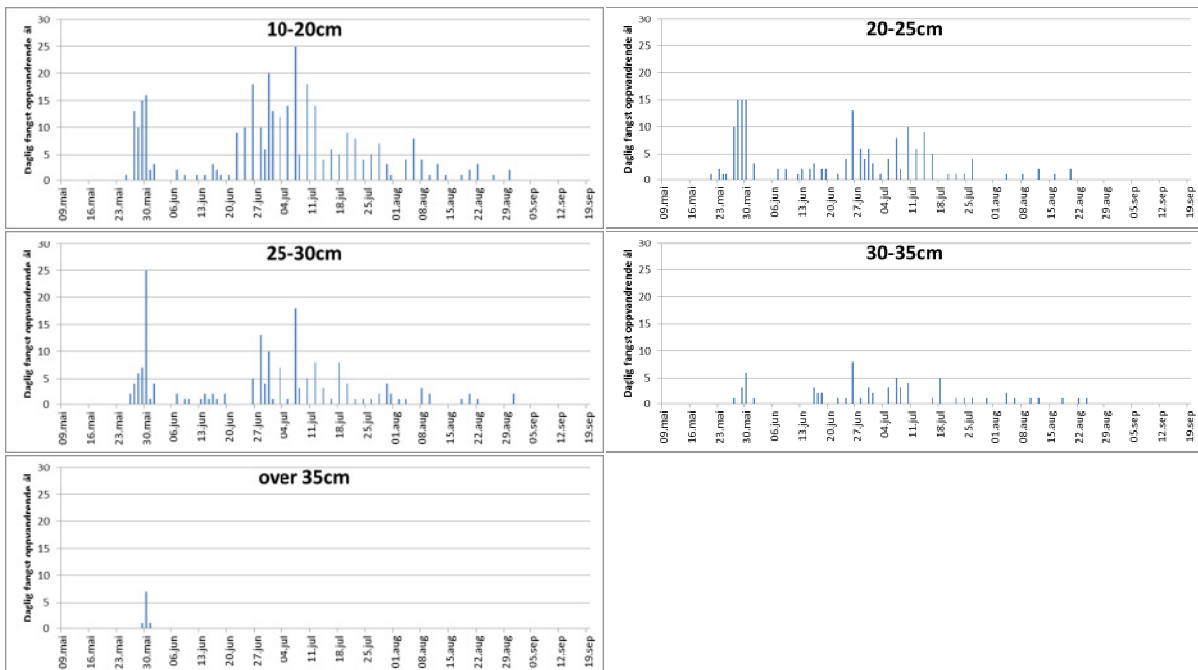 10-20cm
Daglig fangst oppvandrende ål
30
25
20
15
10
5
0
09.mai
16.mai
23.mai
30.mai
06.jun
13.jun
20.jun
27.jun
04.jul
11.jul
18.jul
25.jul
01.aug
08.aug
15.aug
22.aug
29.aug
05.sep
12.sep
19.sep
20-25cm
Daglig fangst oppvandrende ål
30
25
20
15
10
5
0
09.mai
16.mai
23.mai
30.mai
06.jun
13.jun
20.jun
27.jun
04.jul
11.jul
18.jul
25.jul
01.aug
08.aug
15.aug
22.aug
29.aug
05.sep
12.sep
19.sep
25-30cm
Daglig fangst oppvandrende ål
30
25
20
15
10
5
0
09.mai
16.mai
23.mai
30.mai
06.jun
13.jun
20.jun
27.jun
04.jul
11.jul
18.jul
25.jul
01.aug
08.aug
15.aug
22.aug
29.aug
05.sep
12.sep
19.sep
30-35cm
Daglig fangst oppvandrende ål
30
25
20
15
10
5
0
09.mai
16.mai
23.mai
30.mai
06.jun
13.jun
20.jun
27.jun
04.jul
11.jul
18.jul
25.jul
01.aug
08.aug
15.aug
22.aug
29.aug
05.sep
12.sep
19.sep
over 35cm
Daglig fangst oppvandrende ål
30
25
20
15
10
5
0
09.mai
16.mai
23.mai
30.mai
06.jun
13.jun
20.jun
27.jun
04.jul
11.jul
18.jul
25.jul
01.aug
08.aug
15.aug
22.aug
29.aug
05.sep
12.sep
19.sep